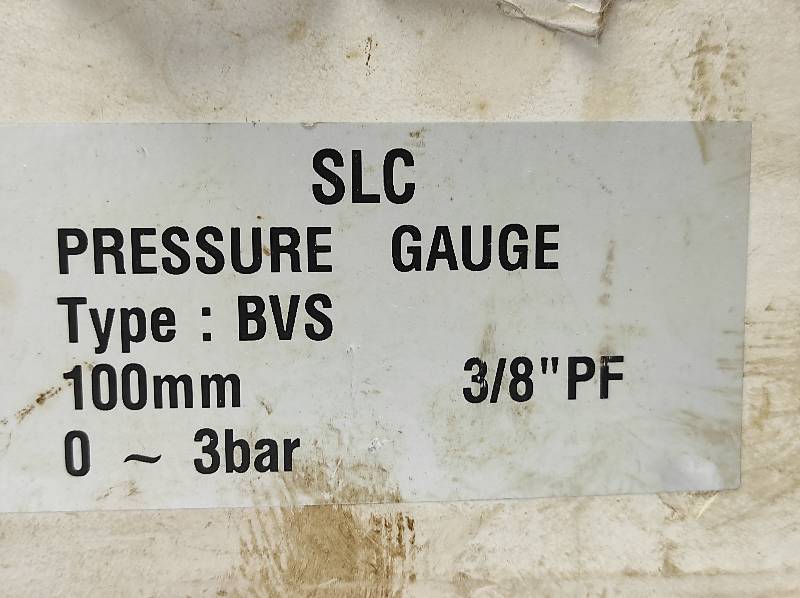 SLC
PRESSURE GAUGE
Type : BVS
100mm 3/8"PF
0 ~ 3bar